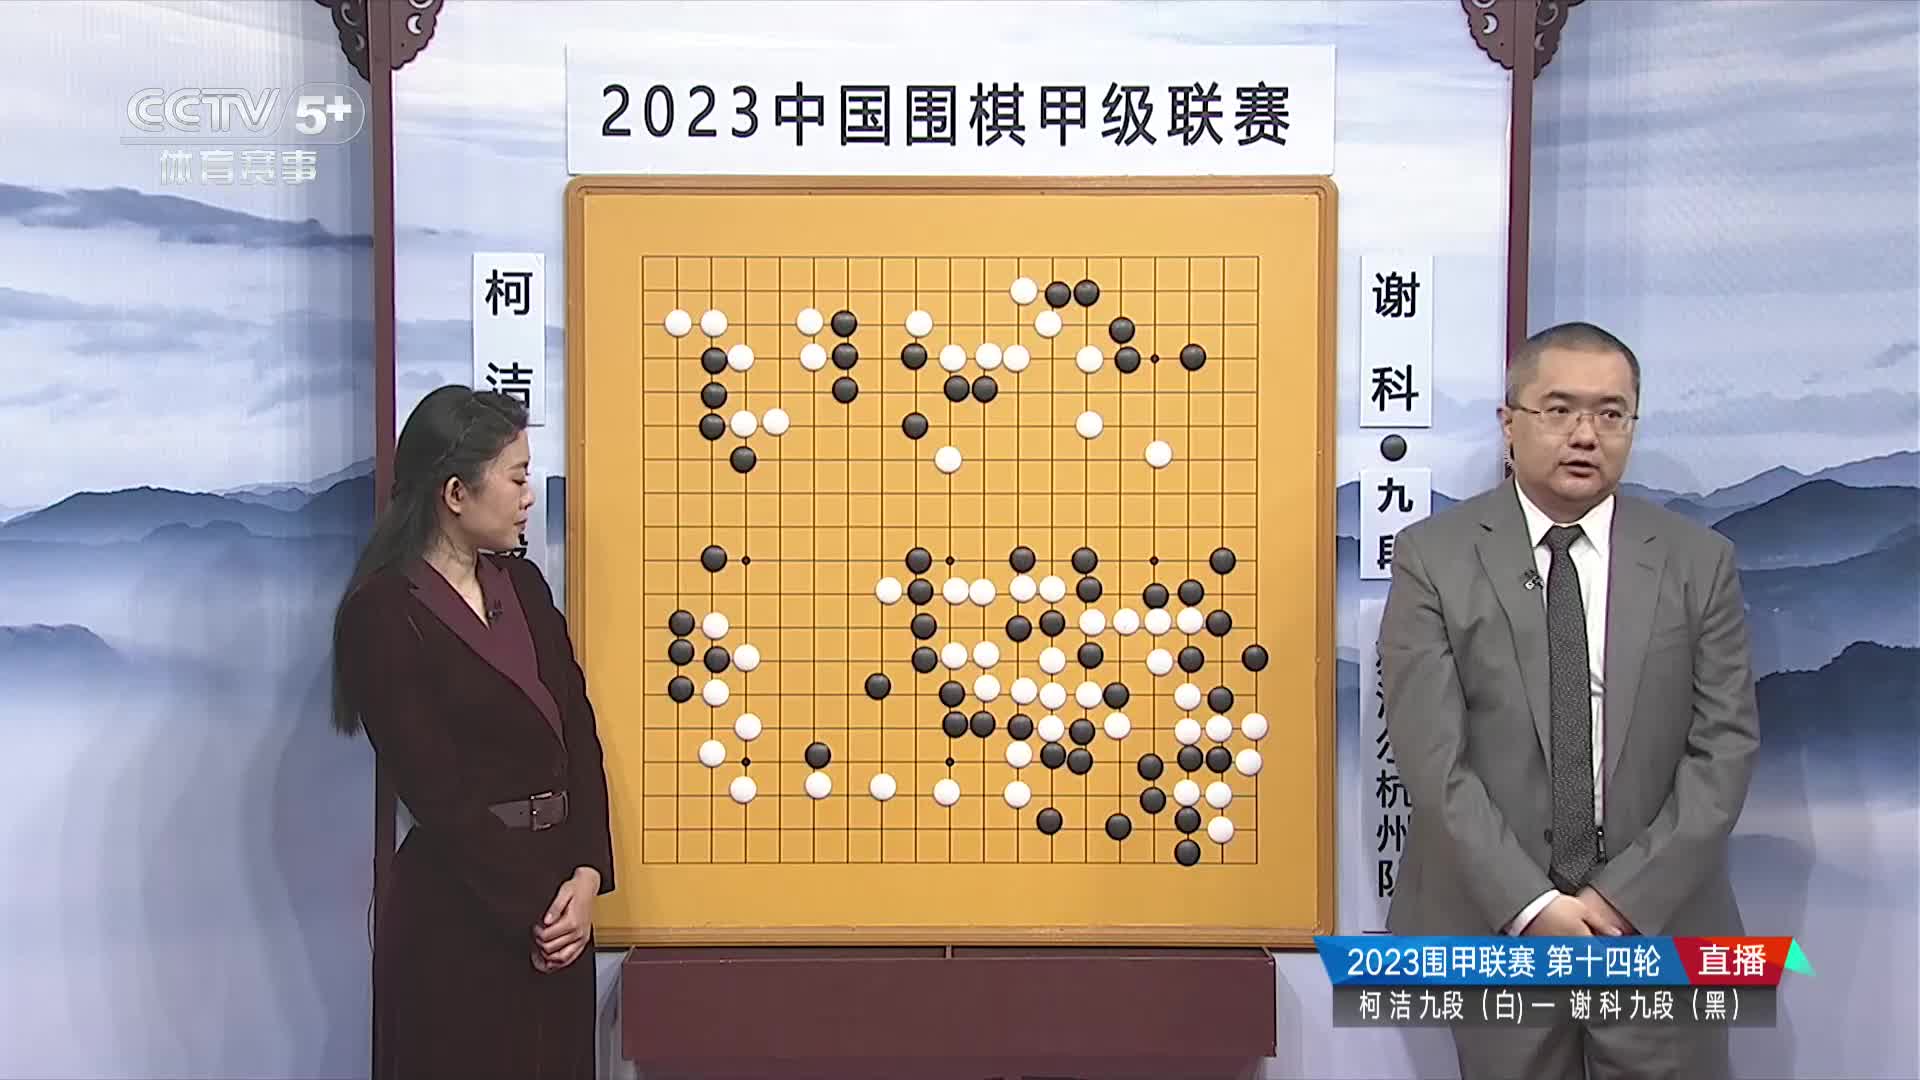 CCTV 5+
体育赛事
2023中国围棋甲级联赛
柯洁
谢科
九段
杭州队
2023围甲联赛 第十四轮 直播
柯洁九段（白）— 谢科九段（黑）